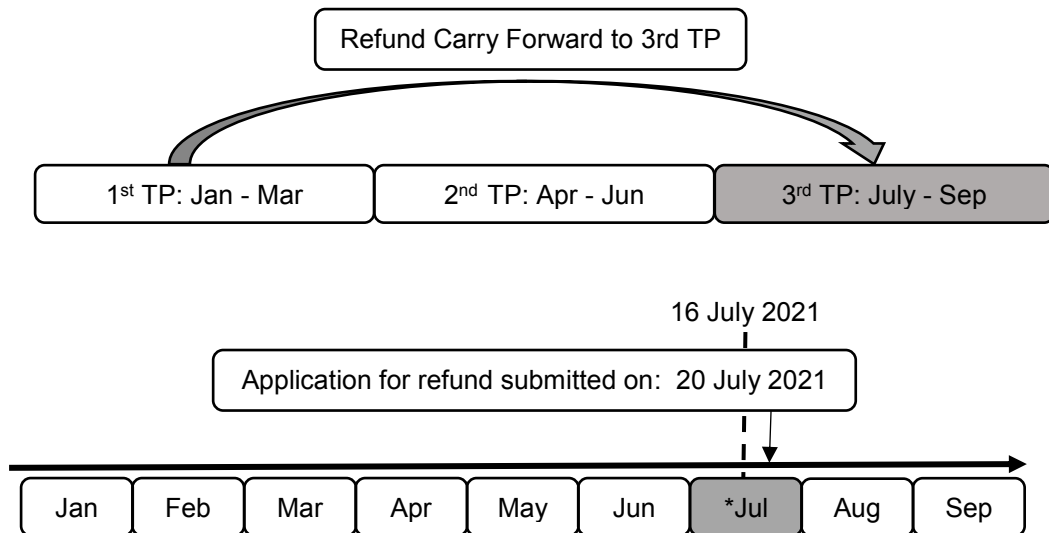 Refund Carry Forward to 3rd TP
1st TP: Jan - Mar
2nd TP: Apr - Jun
3rd TP: July - Sep
16 July 2021
Application for refund submitted on: 20 July 2021
Jan
Feb
Mar
Apr
May
Jun
*Jul
Aug
Sep